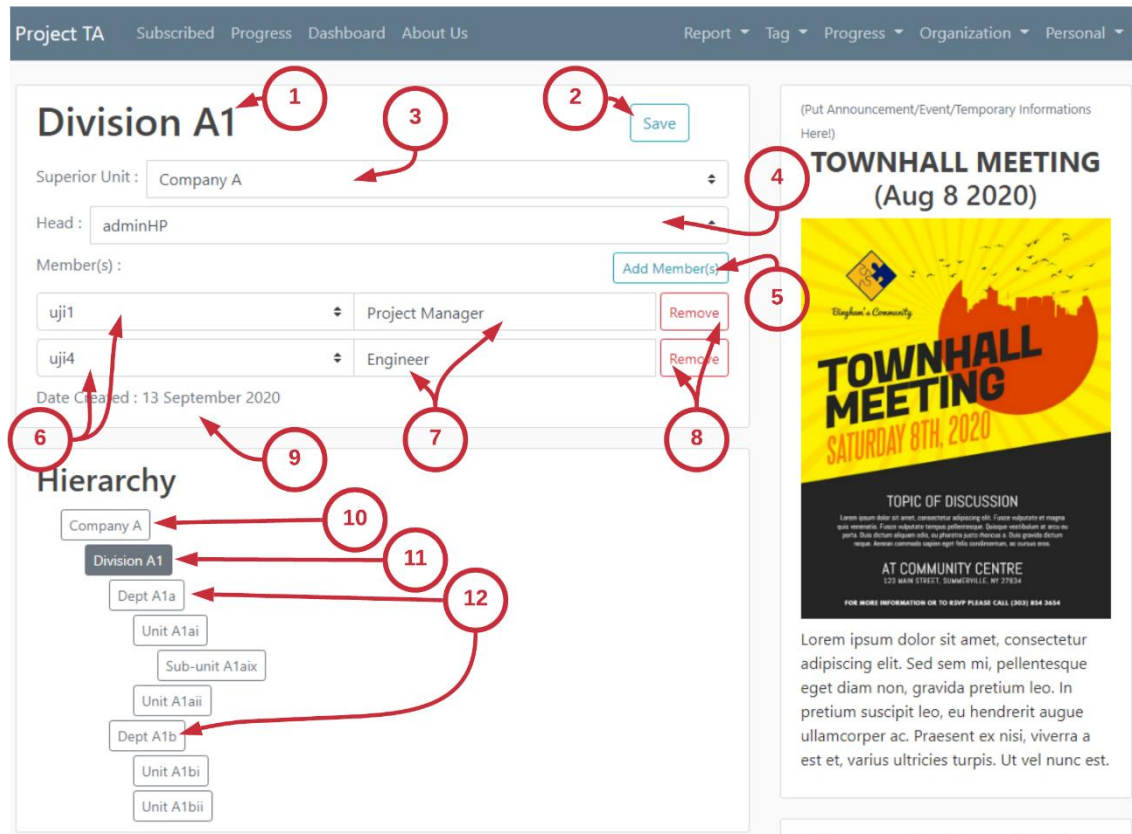 Project TA Subscribed Progress Dashboard About Us Report Tag Progress Organization Personal
1
2
3
Division A1
Save
Superior Unit : Company A
4
Head : adminHP
Member(s) :
Add Member(s)
5
uji1 Project Manager Remove
uji4 Engineer Remove
Date Created : 13 September 2020
6
7
8
9
Hierarchy
10
Company A
11
Division A1
12
Dept A1a
Unit A1ai
Sub-unit A1aix
Unit A1aii
Dept A1b
Unit A1bi
Unit A1bii
(Put Announcement/Event/Temporary Informations
Here!)
TOWNHALL MEETING
(Aug 8 2020)
Bingham's Community
TOWNHALL
MEETING
SATURDAY 8TH, 2020
TOPIC OF DISCUSSION
AT COMMUNITY CENTRE
123 MAIN STREET, SUMMERVILLE, NY 27834
FOR MORE INFORMATION OR TO RSVP PLEASE CALL (303) 854 3654
Lorem ipsum dolor sit amet, consectetur
adipiscing elit. Sed sem mi, pellentesque
eget diam non, gravida pretium leo. In
pretium suscipit leo, eu hendrerit augue
ullamcorper ac. Praesent ex nisi, viverra a
est et, varius ultricies turpis. Ut vel nunc est.